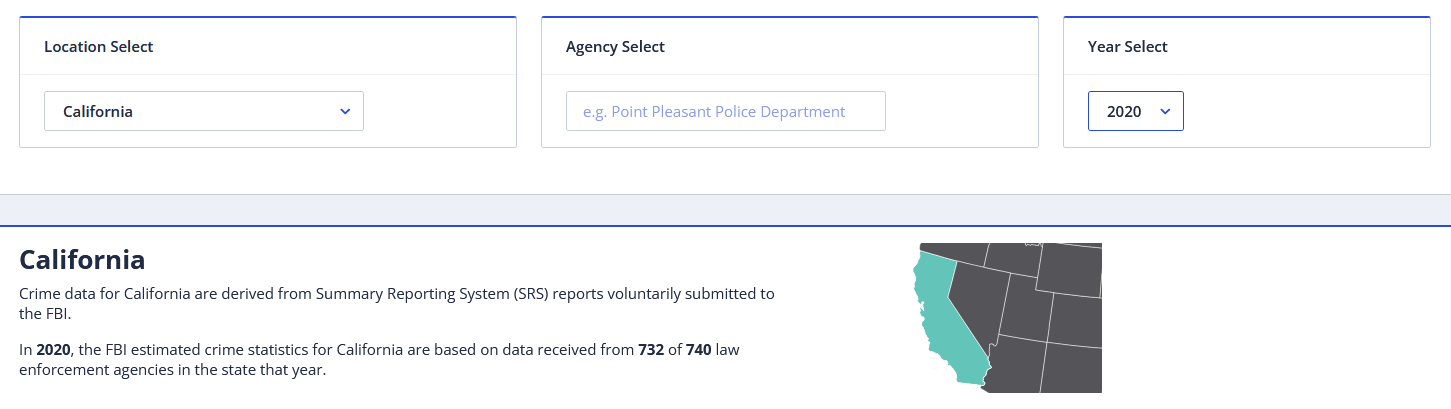 Location Select
Agency Select
Year Select
California
e.g. Point Pleasant Police Department
2020
California
Crime data for California are derived from Summary Reporting System (SRS) reports voluntarily submitted to
the FBI.
In 2020, the FBI estimated crime statistics for California are based on data received from 732 of 740 law
enforcement agencies in the state that year.